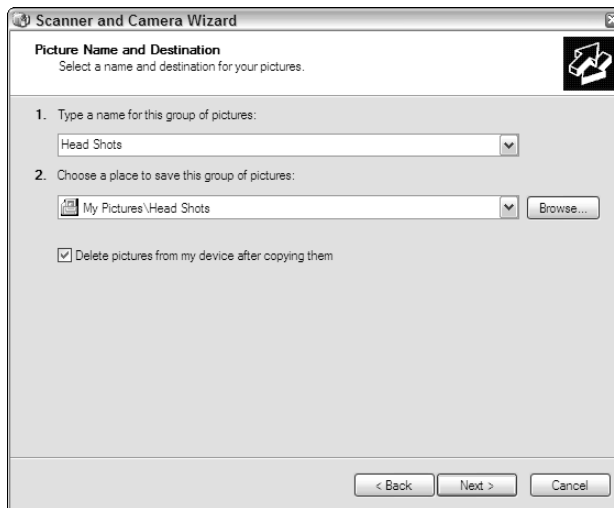 Scanner and Camera Wizard
Picture Name and Destination
Select a name and destination for your pictures.
1. Type a name for this group of pictures:
Head Shots
2. Choose a place to save this group of pictures:
My Pictures\Head Shots
Browse...
Delete pictures from my device after copying them
< Back Next > Cancel